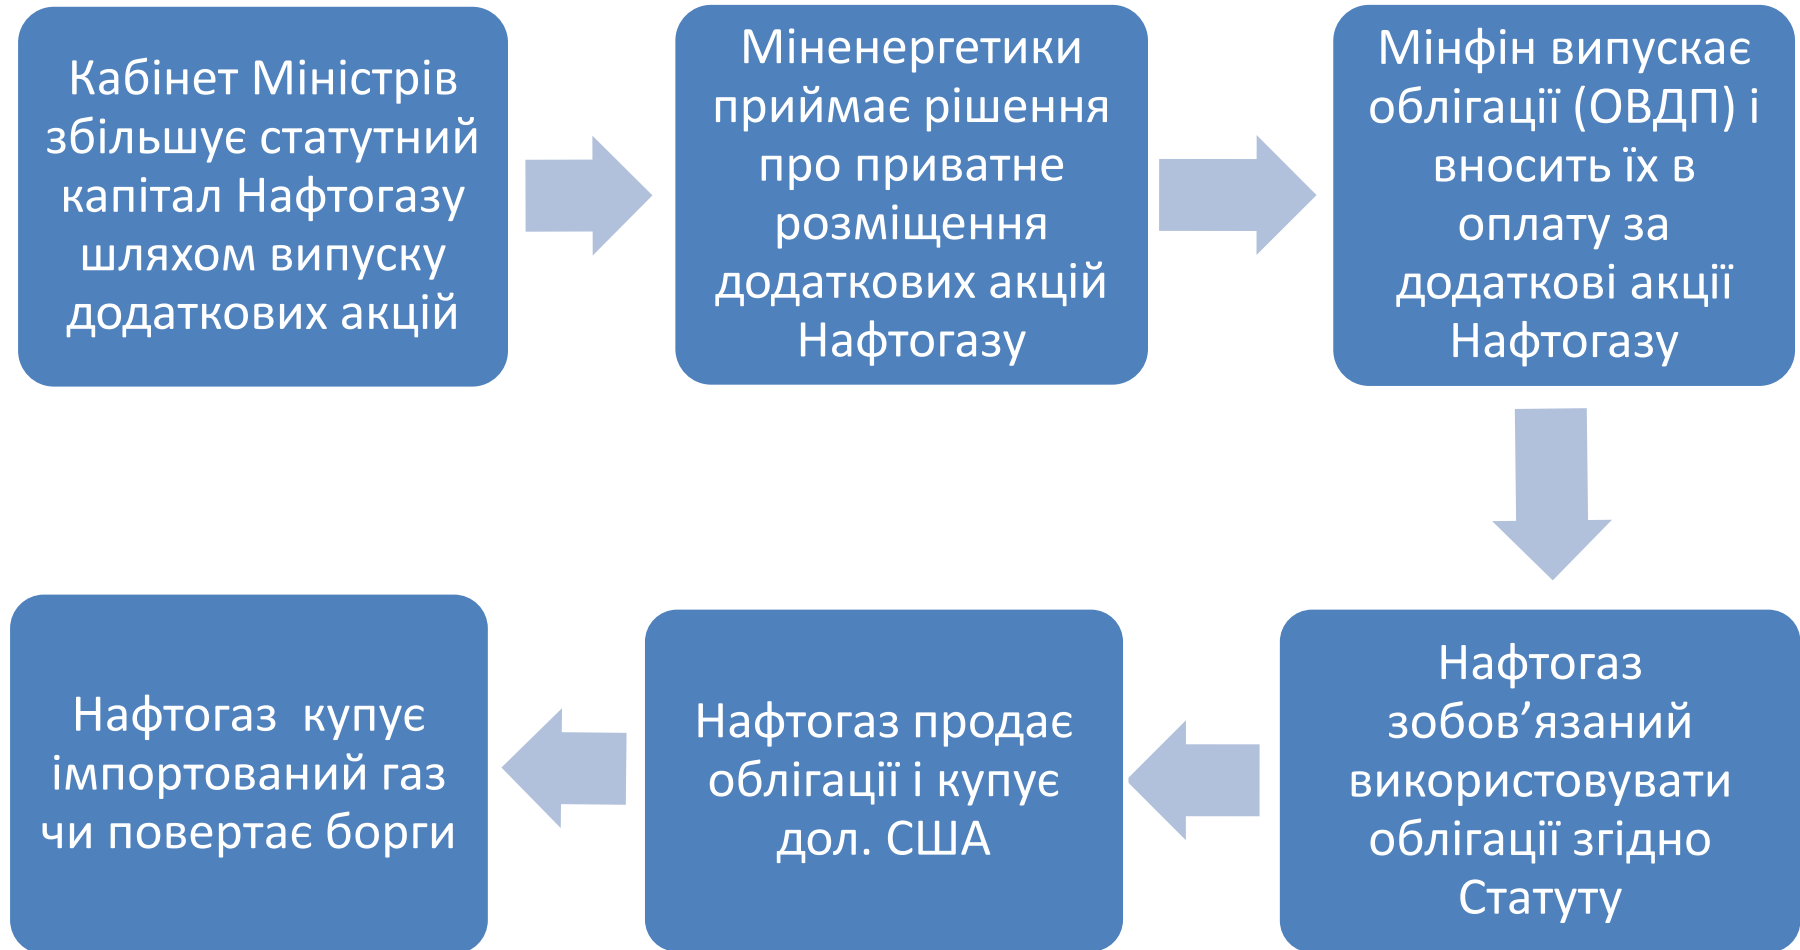 Кабінет Міністрів
збільшує статутний
капітал Нафтогазу
шляхом випуску
додаткових акцій
Міненергетики
приймає рішення
про приватне
розміщення
додаткових акцій
Нафтогазу
Мінфін випускає
облігації (ОВДП) і
вносить їх в
оплату за
додаткові акції
Нафтогазу
Нафтогаз
зобов’язаний
використовувати
облігації згідно
Статуту
Нафтогаз продає
облігації і купує
дол. США
Нафтогаз  купує
імпортований газ
чи повертає борги